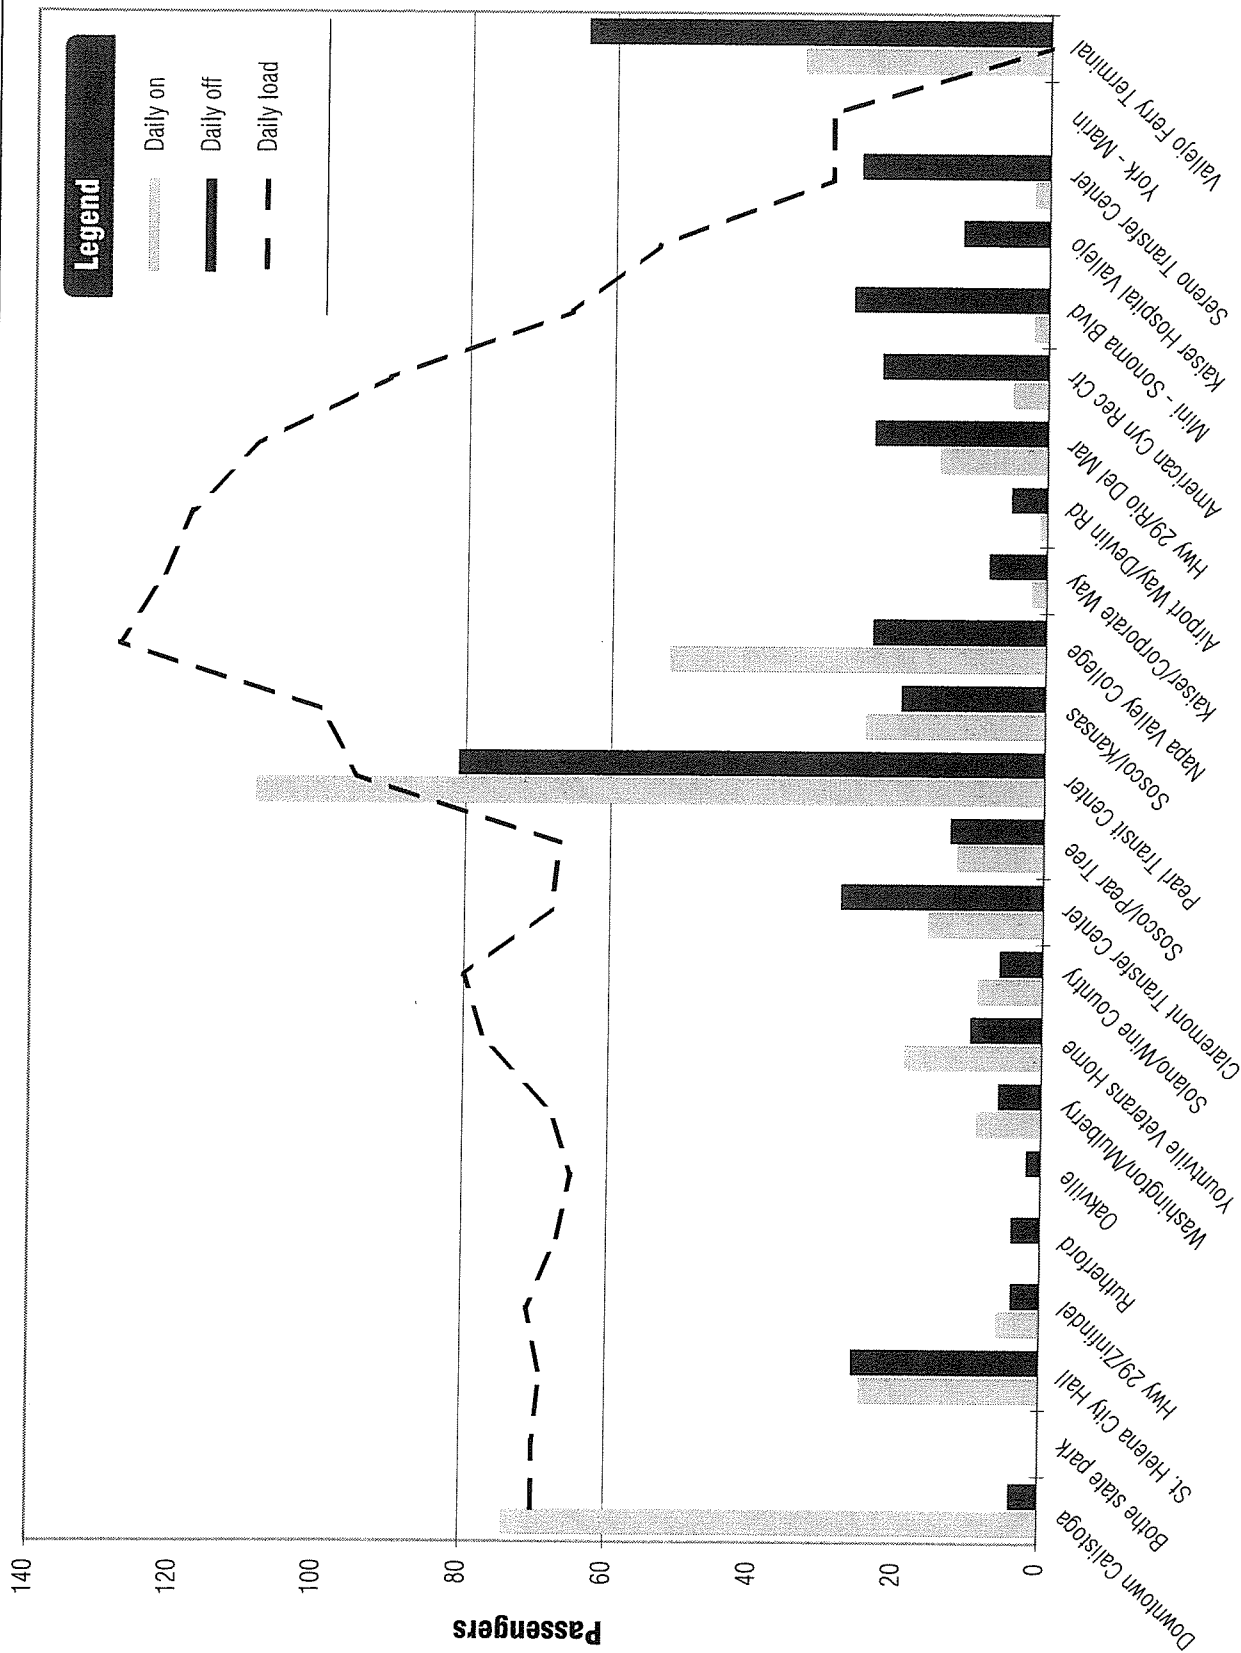 Legend
Daily on
Daily off
Daily load
Passengers
140
120
100
80
60
40
20
0
Downtown Calistoga
Bothe state park
St. Helena City Hall
Hwy 29/Zinfindel
Rutherford
Oakville
Washington/Mulberry
Yountville Veterans Home
Solano/Wine Country
Claremont Transfer Center
Soscol/Pear Tree
Pearl Transit Center
Soscol/Kansas
Napa Valley College
Kaiser/Corporate Way
Airport Way/Devlin Rd
Hwy 29/Rio Del Mar
American Cyn Rec Ctr
Mini - Sonoma Blvd
Kaiser Hospital Vallejo
Sereno Transfer Center
York - Marin
Vallejo Ferry Terminal